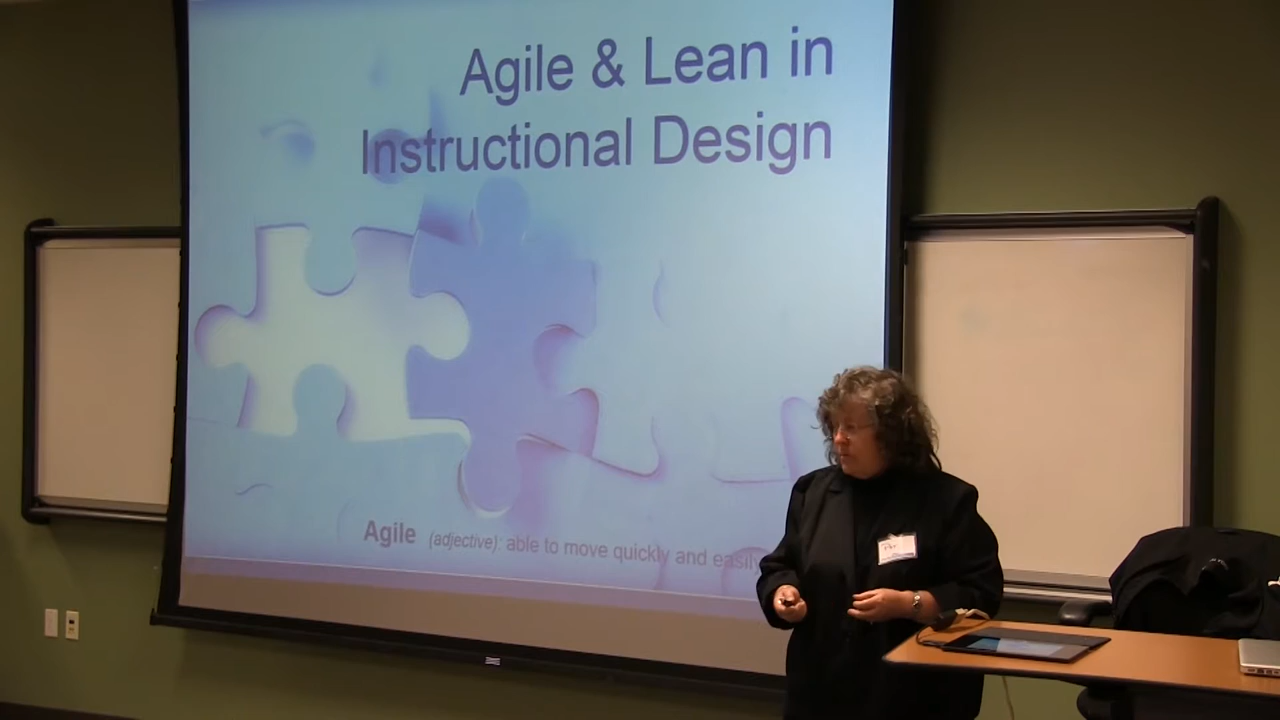 Agile & Lean in
Instructional Design
Agile (adjective): able to move quickly and easily